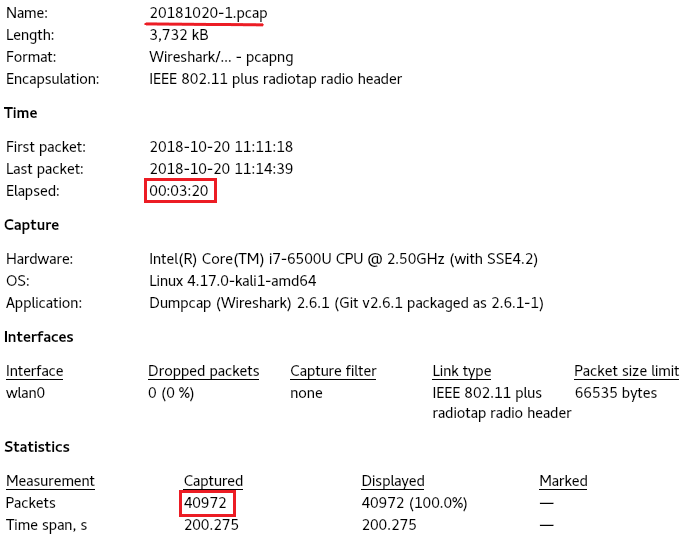 Name: 20181020-1.pcap
Length: 3,732 kB
Format: Wireshark/... - pcapng
Encapsulation: IEEE 802.11 plus radiotap radio header
Time
First packet: 2018-10-20 11:11:18
Last packet: 2018-10-20 11:14:39
Elapsed: 00:03:20
Capture
Hardware: Intel(R) Core(TM) i7-6500U CPU @ 2.50GHz (with SSE4.2)
OS: Linux 4.17.0-kali1-amd64
Application: Dumpcap (Wireshark) 2.6.1 (Git v2.6.1 packaged as 2.6.1-1)
Interfaces
Interface Dropped packets Capture filter Link type Packet size limit
wlan0 0 (0 %) none IEEE 802.11 plus 66535 bytes
radiotap radio header
Statistics
Measurement Captured Displayed Marked
Packets 40972 40972 (100.0%) —
Time span, s 200.275 200.275 —